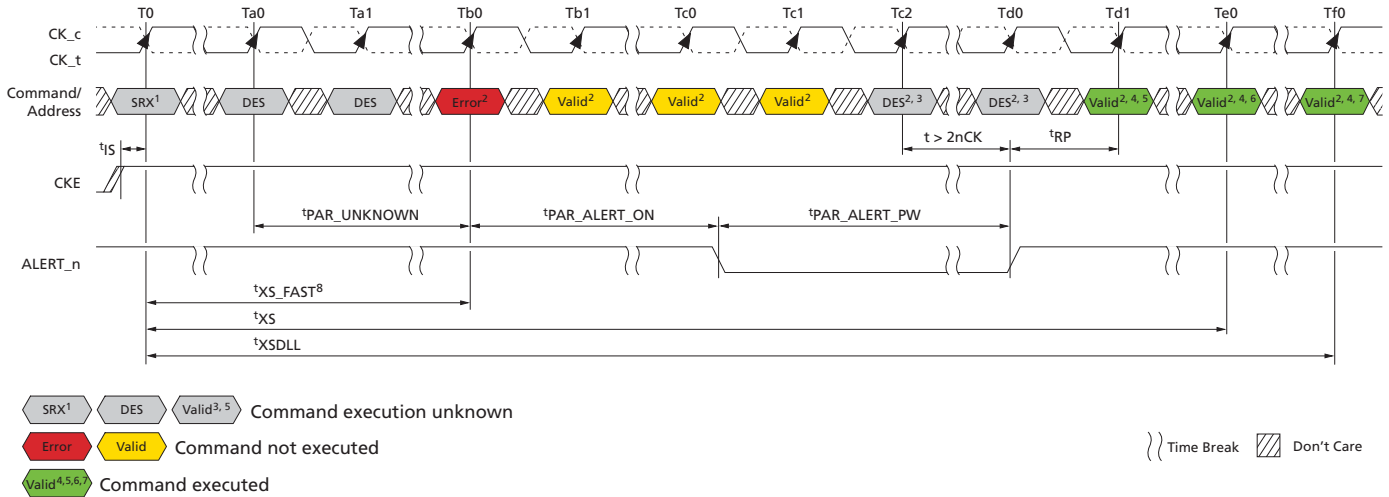 T0 Ta0 Ta1 Tb0 Tb1 Tc0 Tc1 Tc2 Td0 Td1 Te0 Tf0
CK_c
CK_t
Command/
Address
SRX¹ DES DES Error² Valid² Valid² Valid² DES²,³ DES²,³ Valid²,⁴,⁵ Valid²,⁴,⁶ Valid²,⁴,⁷
tIS t > 2nCK tRP
CKE
tPAR_UNKNOWN tPAR_ALERT_ON tPAR_ALERT_PW
ALERT_n
tXS_FAST⁸
tXS
tXSDLL
SRX¹ DES Valid³,⁵ Command execution unknown
Error Valid Command not executed
Time Break Don't Care
Valid⁴,⁵,⁶,⁷ Command executed